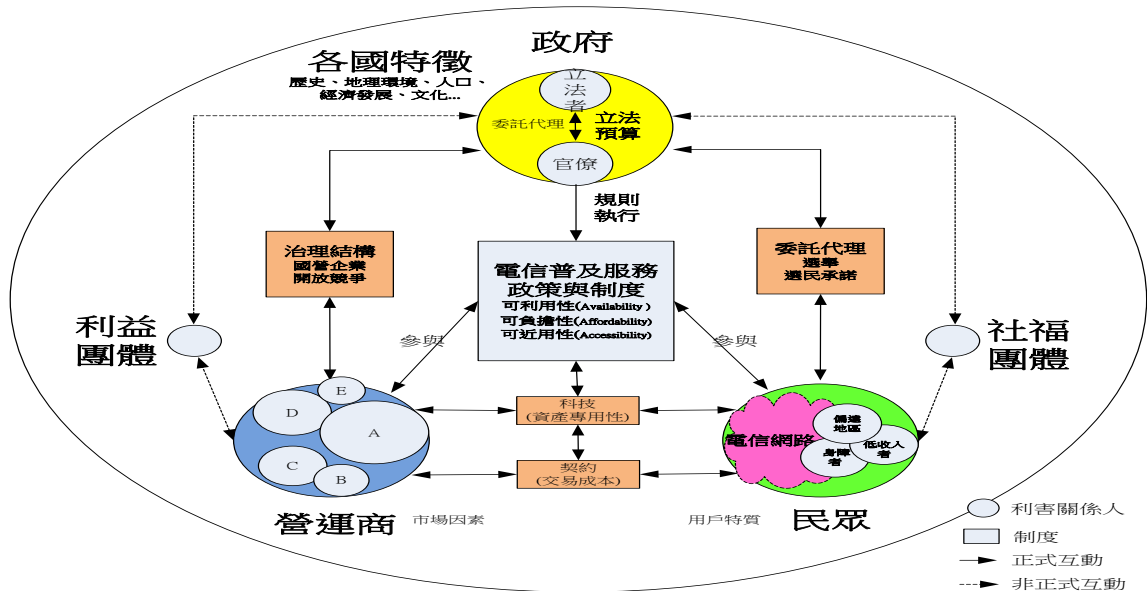 政府
各國特徵
歷史、地理環境、人口、
經濟發展、文化...
立
法
者
委託代理
立法
預算
官僚
規則
執行
治理結構
國營企業
開放競爭
電信普及服務
政策與制度
可利用性(Availability)
可負擔性(Affordability)
可近用性(Accessibility)
委託代理
選舉
選民承諾
利益
團體
社福
團體
參與
參與
E
D
A
C
B
科技
(資產專用性)
契約
(交易成本)
電信網路
偏遠
地區
低收入
者
身障
者
營運商
市場因素
用戶特質
民眾
利害關係人
制度
正式互動
非正式互動